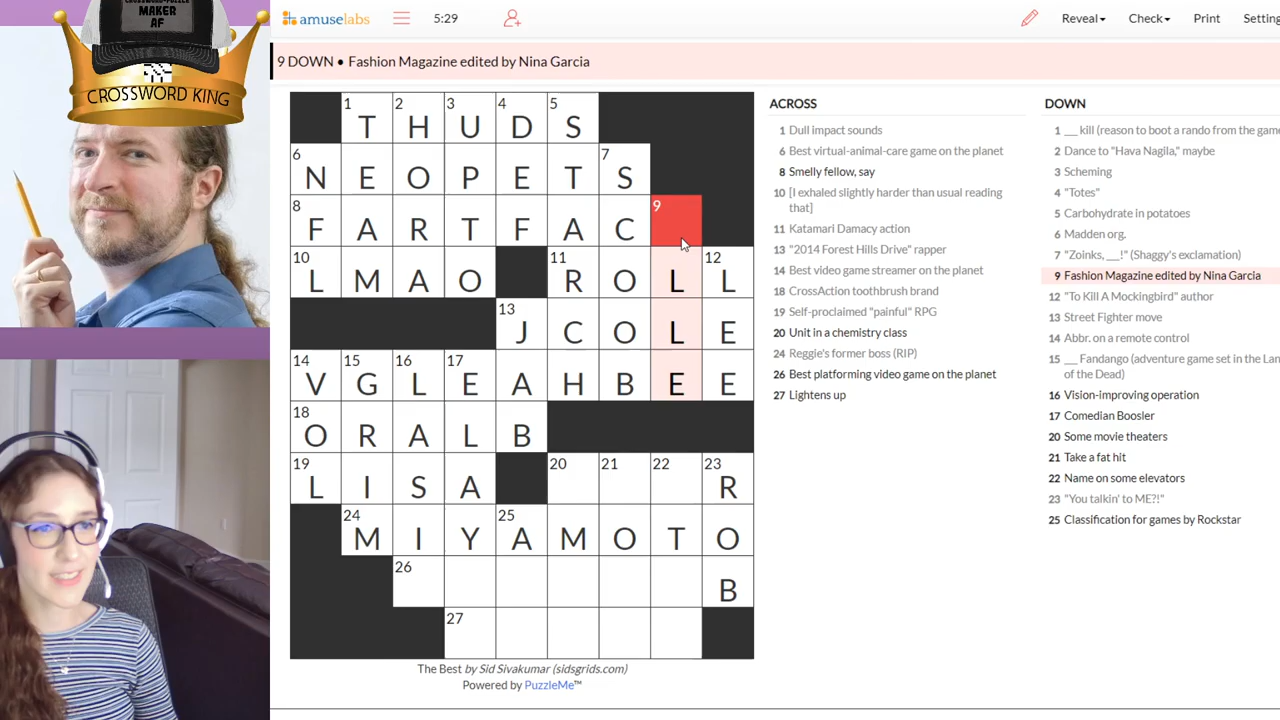 CROSSWORD-PUZZLE
MAKER
AF
CROSSWORD KING
amuselabs
5:29
Reveal
Check
Print
Setting
9 DOWN • Fashion Magazine edited by Nina Garcia
1 T 2 H 3 U 4 D 5 S
6 N E O P E T 7 S
8 F A R T F A C 9
10 L M A O 11 R O L 12 L
13 J C O L E
14 V 15 G 16 L 17 E A H B E E
18 O R A L B
19 L I S A 20 21 22 23 R
24 M I Y 25 A M O T O
26 B
27
The Best by Sid Sivakumar (sidsgrids.com)
Powered by PuzzleMe™
ACROSS
1 Dull impact sounds
6 Best virtual-animal-care game on the planet
8 Smelly fellow, say
10 [I exhaled slightly harder than usual reading
that]
11 Katamari Damacy action
13 "2014 Forest Hills Drive" rapper
14 Best video game streamer on the planet
18 CrossAction toothbrush brand
19 Self-proclaimed "painful" RPG
20 Unit in a chemistry class
24 Reggie's former boss (RIP)
26 Best platforming video game on the planet
27 Lightens up
DOWN
1 ___ kill (reason to boot a rando from the game
2 Dance to "Hava Nagila," maybe
3 Scheming
4 "Totes"
5 Carbohydrate in potatoes
6 Madden org.
7 "Zoinks, ___!" (Shaggy's exclamation)
9 Fashion Magazine edited by Nina Garcia
12 "To Kill A Mockingbird" author
13 Street Fighter move
14 Abbr. on a remote control
15 ___ Fandango (adventure game set in the Lan
of the Dead)
16 Vision-improving operation
17 Comedian Boosler
20 Some movie theaters
21 Take a fat hit
22 Name on some elevators
23 "You talkin' to ME?!"
25 Classification for games by Rockstar